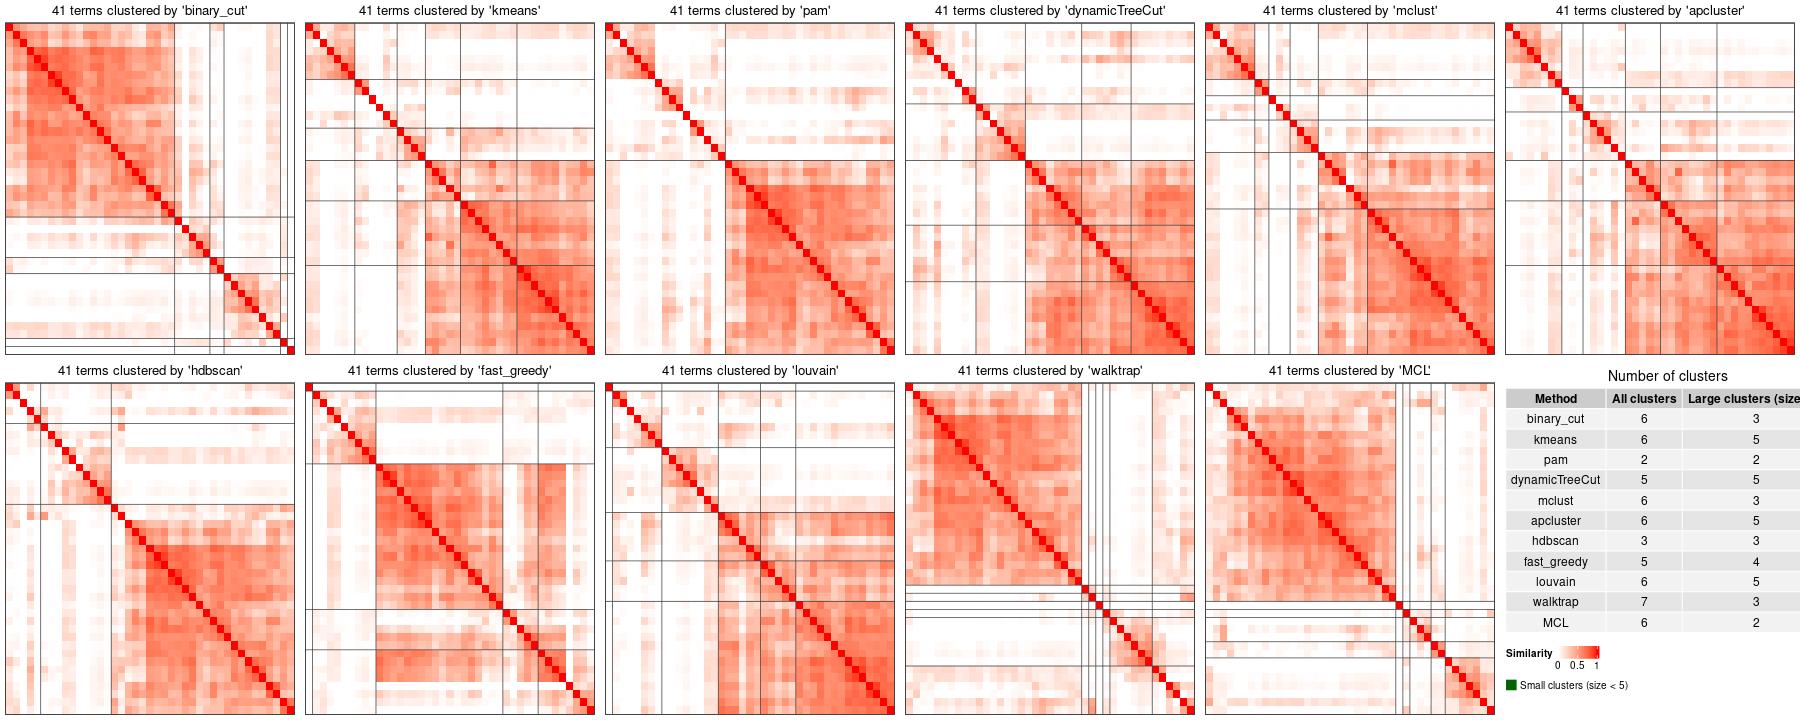 41 terms clustered by 'binary_cut'
41 terms clustered by 'kmeans'
41 terms clustered by 'pam'
41 terms clustered by 'dynamicTreeCut'
41 terms clustered by 'mclust'
41 terms clustered by 'apcluster'
41 terms clustered by 'hdbscan'
41 terms clustered by 'fast_greedy'
41 terms clustered by 'louvain'
41 terms clustered by 'walktrap'
41 terms clustered by 'MCL'
Number of clusters
Method All clusters Large clusters (size
binary_cut 6 3
kmeans 6 5
pam 2 2
dynamicTreeCut 5 5
mclust 6 3
apcluster 6 5
hdbscan 3 3
fast_greedy 5 4
louvain 6 5
walktrap 7 3
MCL 6 2
Similarity
0 0.5 1
Small clusters (size < 5)